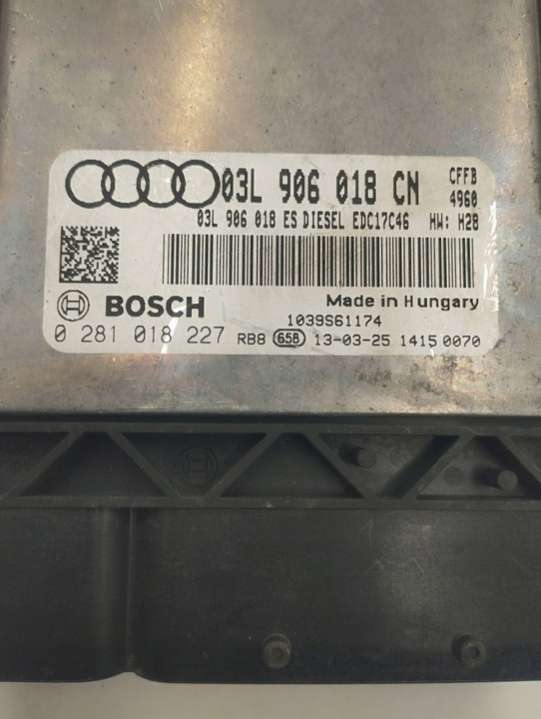 03L 906 018 CN CFFB
4960
03L 906 018 ES DIESEL EDC17C46 HW: H28
BOSCH Made in Hungary
1039S61174
0 281 018 227 RB8 658 13-03-25 1415 0070